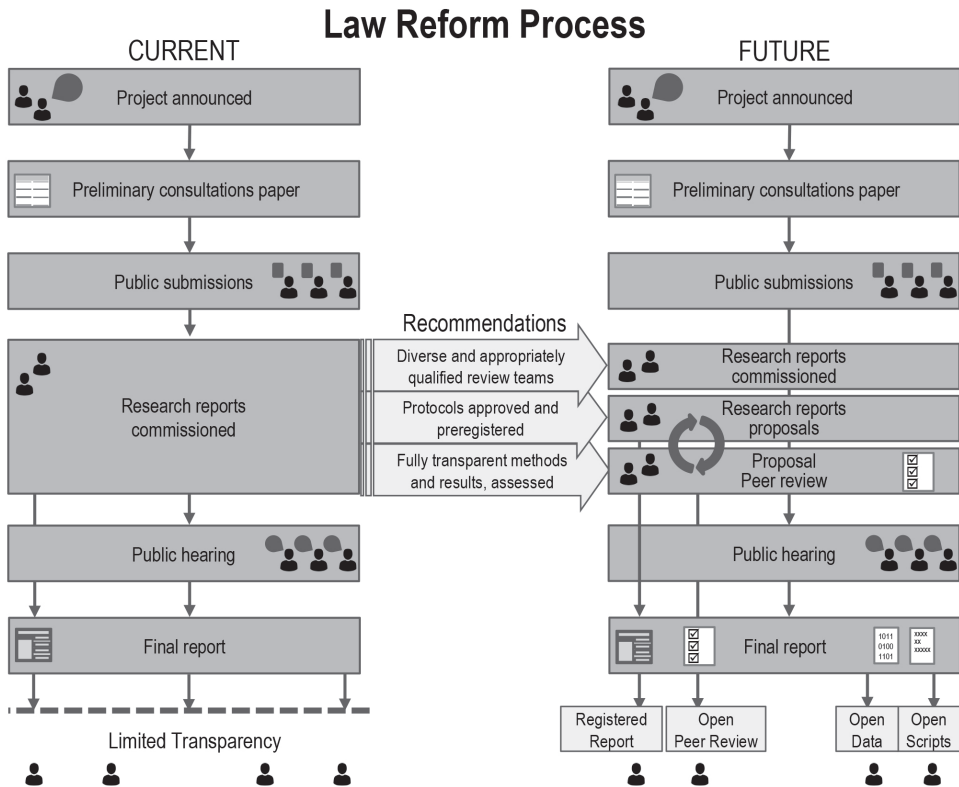 Law Reform Process
CURRENT
Project announced
Preliminary consultations paper
Public submissions
Research reports
commissioned
Public hearing
Final report
Limited Transparency
Recommendations
Diverse and appropriately
qualified review teams
Protocols approved and
preregistered
Fully transparent methods
and results, assessed
FUTURE
Project announced
Preliminary consultations paper
Public submissions
Research reports
commissioned
Research reports
proposals
Proposal
Peer review
Public hearing
Final report
1011
0100
1101
xxxx
xx
xxxxx
Registered
Report
Open
Peer Review
Open
Data
Open
Scripts